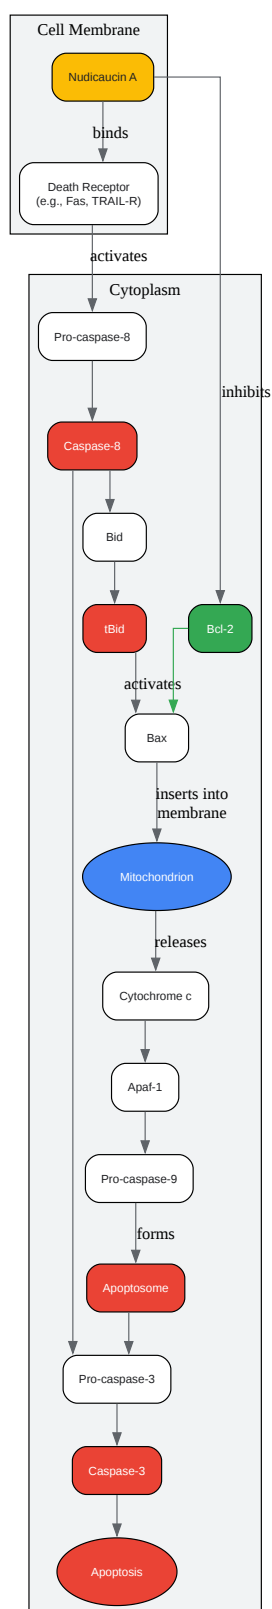 Cell Membrane
Nudicaucin A
binds
Death Receptor
(e.g., Fas, TRAIL-R)
activates
Cytoplasm
Pro-caspase-8
inhibits
Caspase-8
Bid
tBid
Bcl-2
activates
Bax
inserts into
membrane
Mitochondrion
releases
Cytochrome c
Apaf-1
Pro-caspase-9
forms
Apoptosome
Pro-caspase-3
Caspase-3
Apoptosis